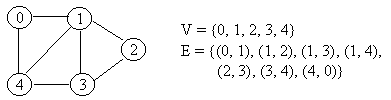 0 1
2
4 3
V = {0, 1, 2, 3, 4}
E = {(0, 1), (1, 2), (1, 3), (1, 4),
(2, 3), (3, 4), (4, 0)}